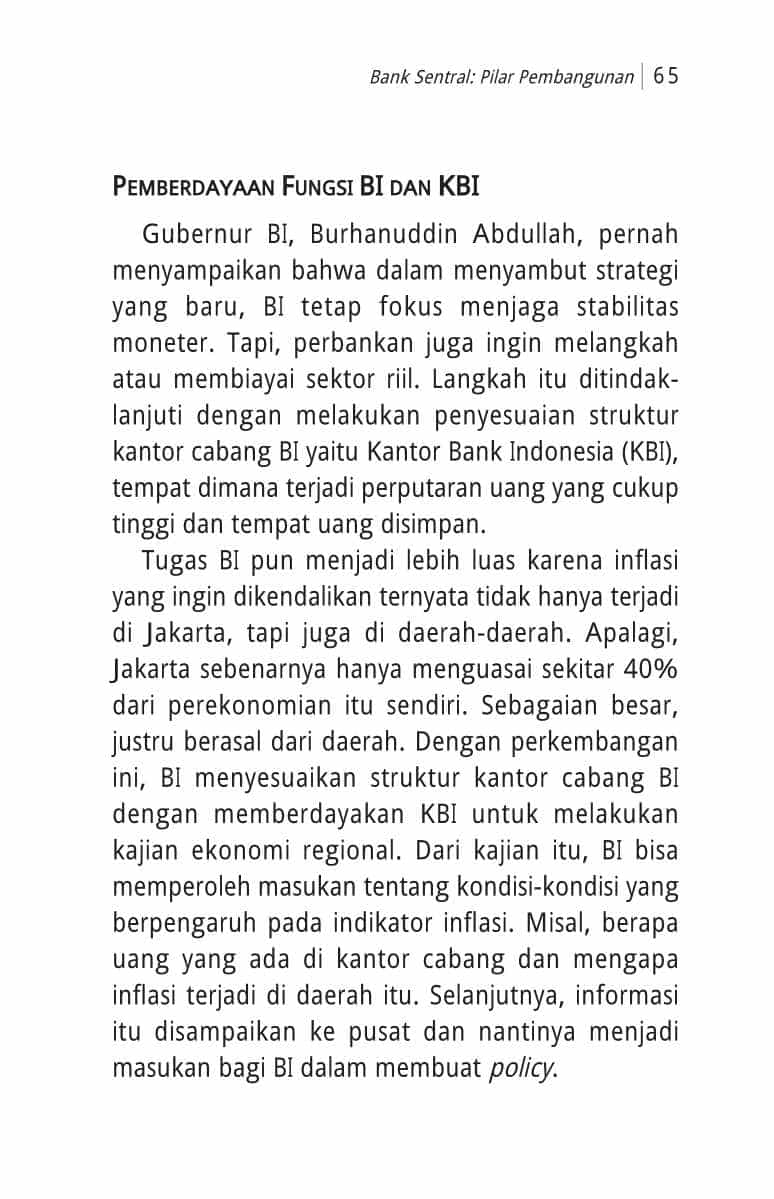 Bank Sentral: Pilar Pembangunan | 65
PEMBERDAYAAN FUNGSI BI DAN KBI
Gubernur BI, Burhanuddin Abdullah, pernah
menyampaikan bahwa dalam menyambut strategi
yang baru, BI tetap fokus menjaga stabilitas
moneter. Tapi, perbankan juga ingin melangkah
atau membiayai sektor riil. Langkah itu ditindak-
lanjuti dengan melakukan penyesuaian struktur
kantor cabang BI yaitu Kantor Bank Indonesia (KBI),
tempat dimana terjadi perputaran uang yang cukup
tinggi dan tempat uang disimpan.
Tugas BI pun menjadi lebih luas karena inflasi
yang ingin dikendalikan ternyata tidak hanya terjadi
di Jakarta, tapi juga di daerah-daerah. Apalagi,
Jakarta sebenarnya hanya menguasai sekitar 40%
dari perekonomian itu sendiri. Sebagaian besar,
justru berasal dari daerah. Dengan perkembangan
ini, BI menyesuaikan struktur kantor cabang BI
dengan memberdayakan KBI untuk melakukan
kajian ekonomi regional. Dari kajian itu, BI bisa
memperoleh masukan tentang kondisi-kondisi yang
berpengaruh pada indikator inflasi. Misal, berapa
uang yang ada di kantor cabang dan mengapa
inflasi terjadi di daerah itu. Selanjutnya, informasi
itu disampaikan ke pusat dan nantinya menjadi
masukan bagi BI dalam membuat policy.